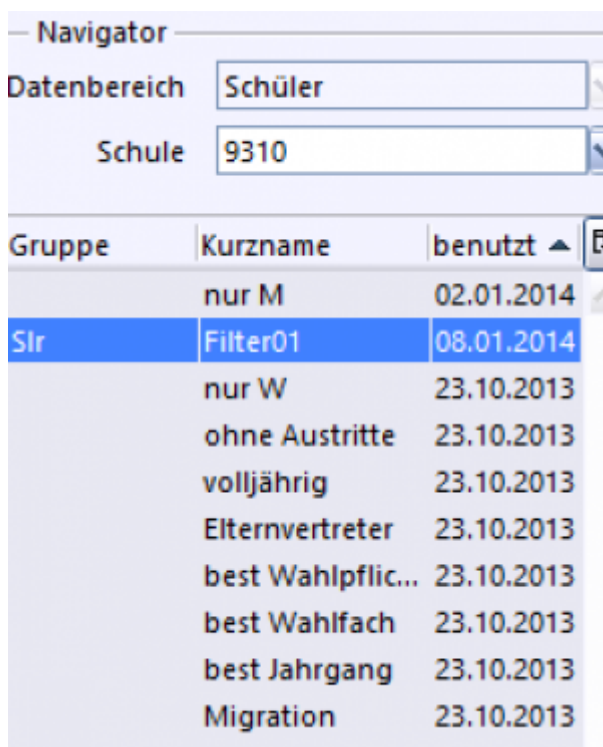 Navigator
Datenbereich Schüler
Schule 9310
Gruppe Kurzname benutzt
nur M 02.01.2014
Slr Filter01 08.01.2014
nur W 23.10.2013
ohne Austritte 23.10.2013
volljährig 23.10.2013
Elternvertreter 23.10.2013
best Wahlpflic... 23.10.2013
best Wahlfach 23.10.2013
best Jahrgang 23.10.2013
Migration 23.10.2013